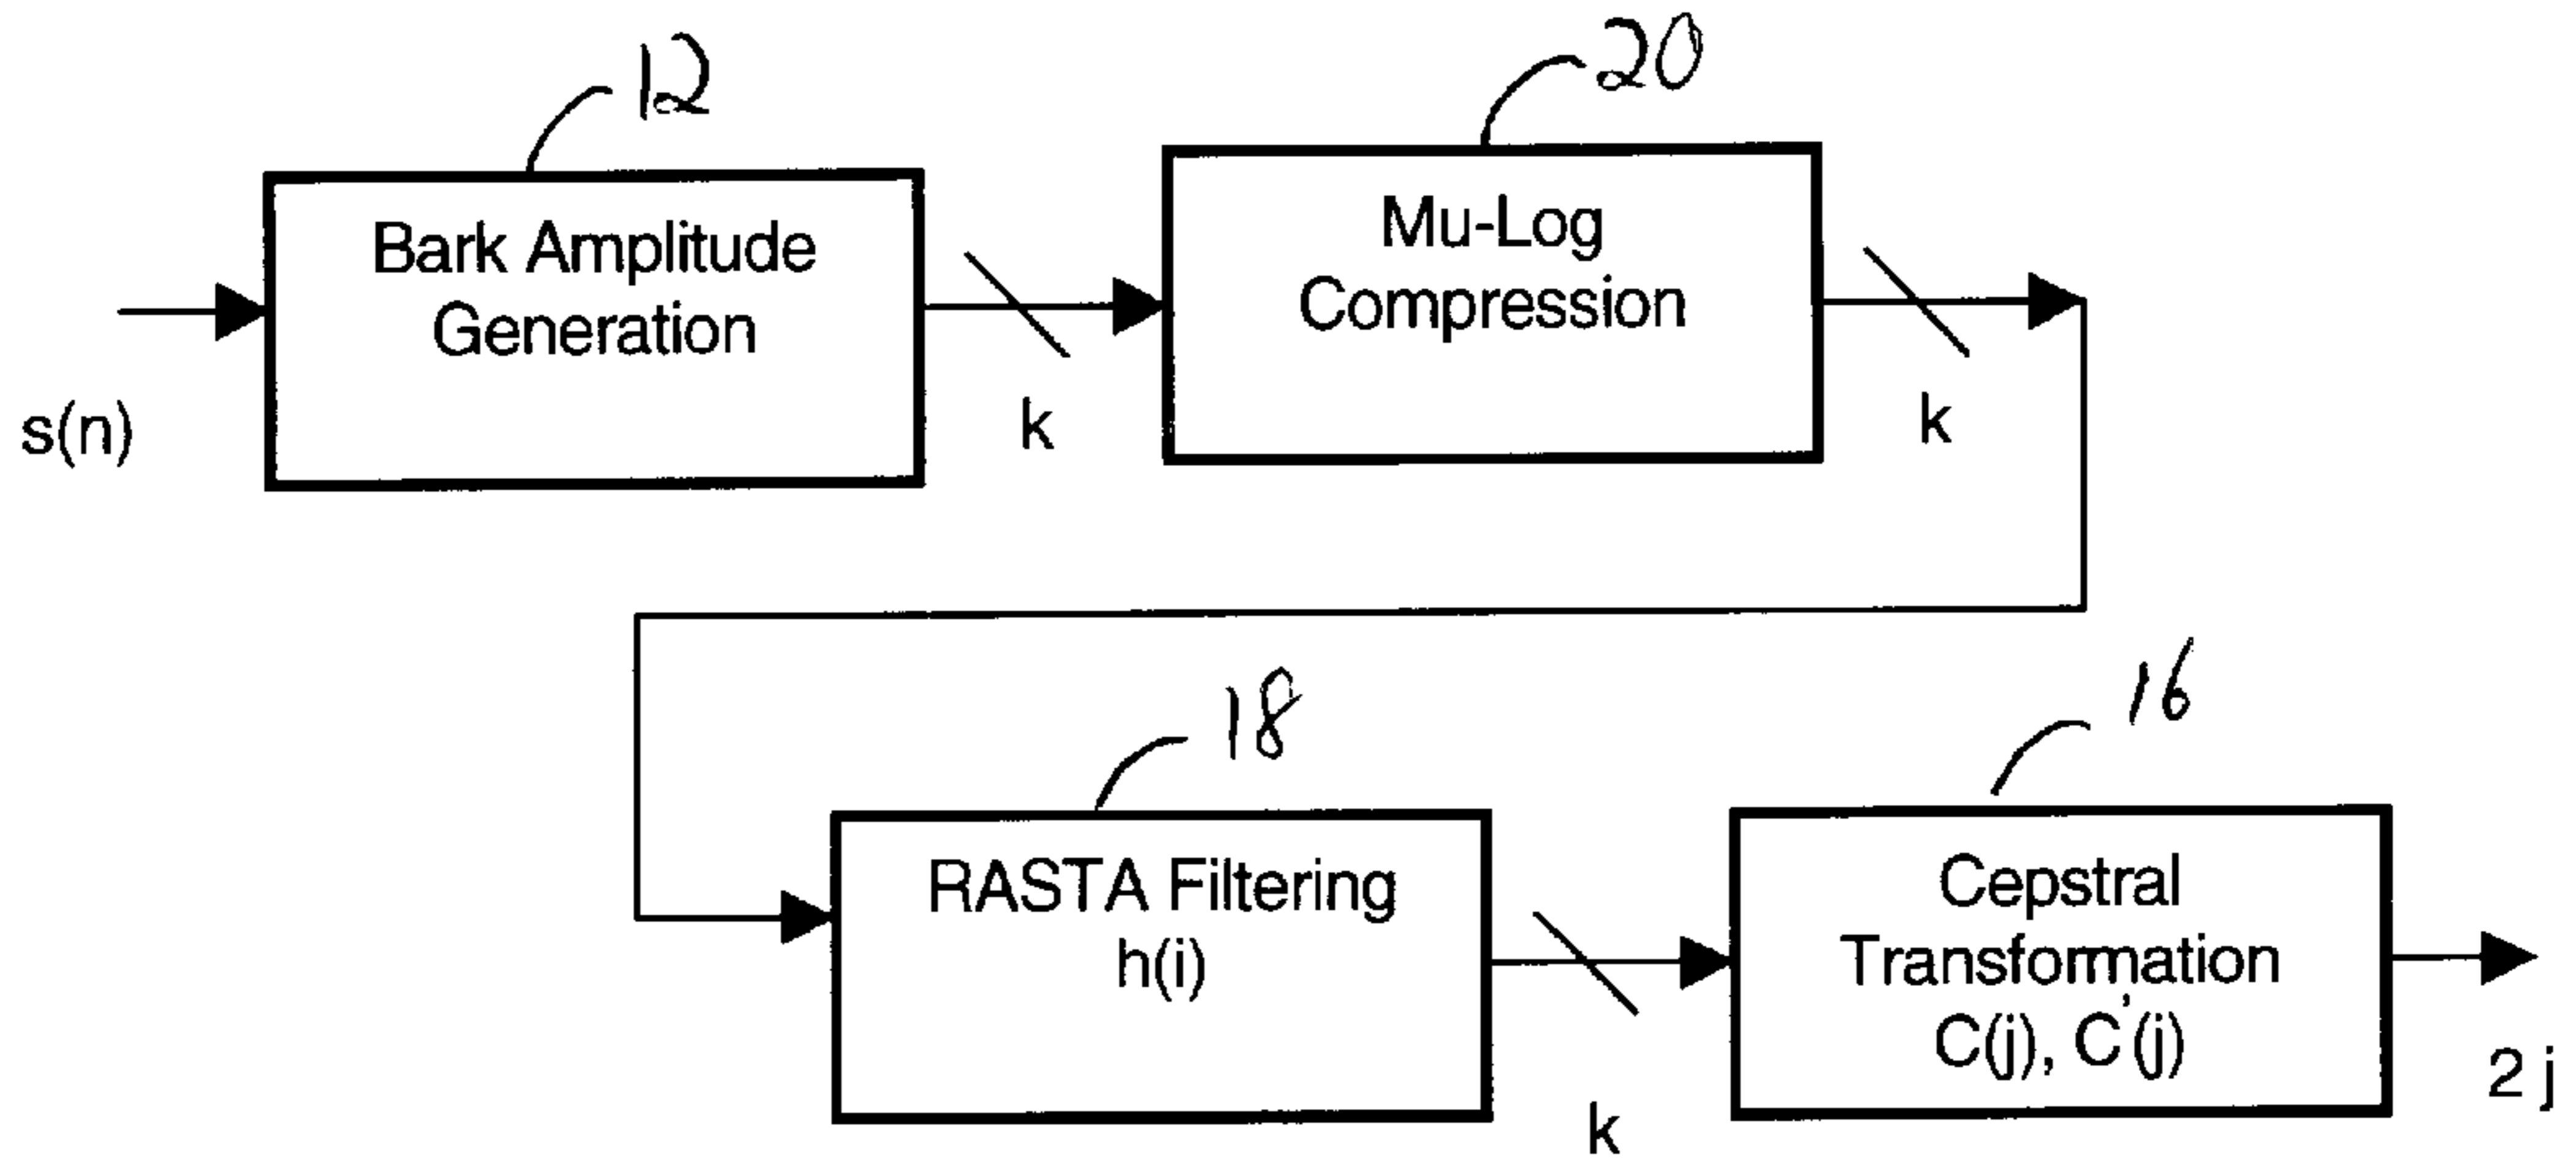 12
20
Bark Amplitude
Generation
Mu-Log
Compression
s(n)
k
k
18
16
RASTA Filtering
h(i)
Cepstral
Transformation
C(j), C'(j)
k
2 j